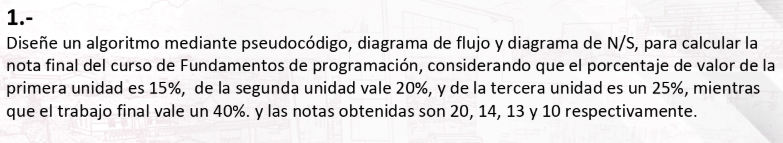 1.-
Diseñe un algoritmo mediante pseudocódigo, diagrama de flujo y diagrama de N/S, para calcular la
nota final del curso de Fundamentos de programación, considerando que el porcentaje de valor de la
primera unidad es 15%, de la segunda unidad vale 20%, y de la tercera unidad es un 25%, mientras
que el trabajo final vale un 40%. y las notas obtenidas son 20, 14, 13 y 10 respectivamente.